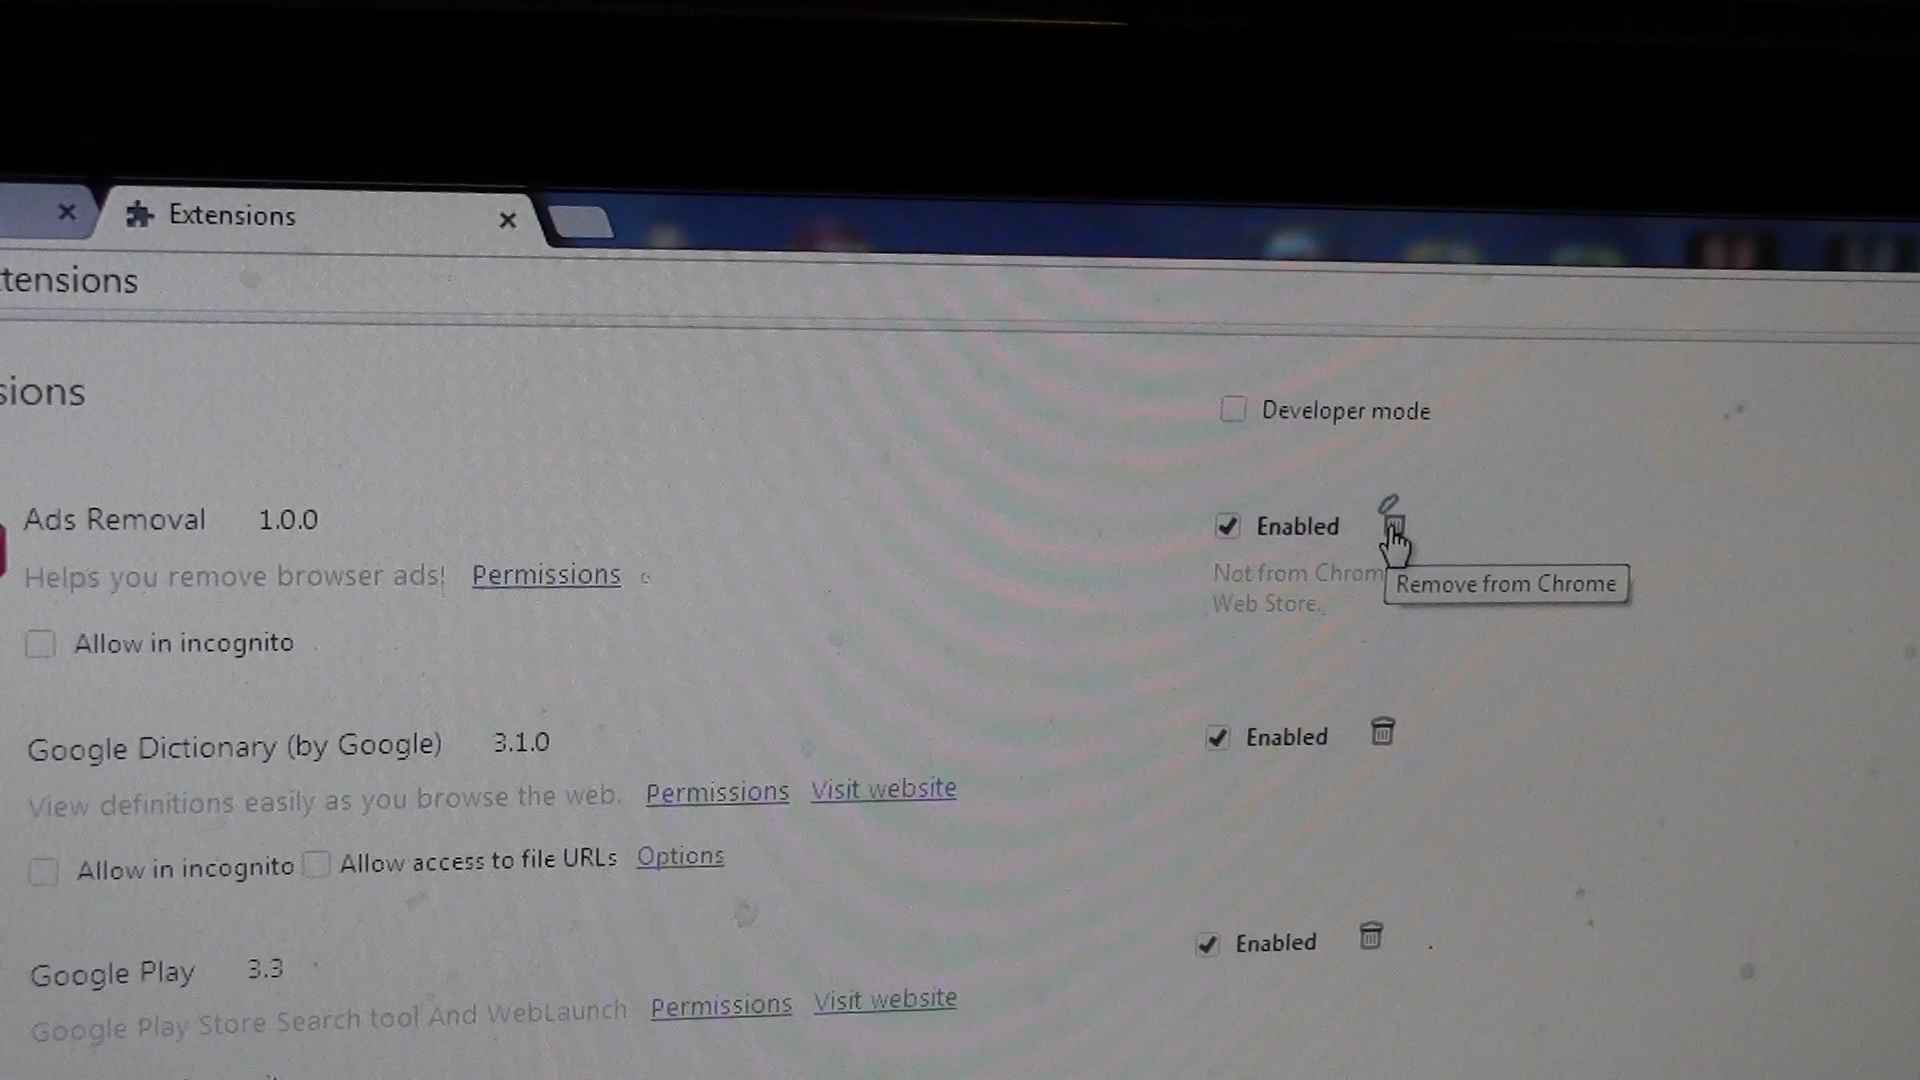 Extensions
tensions
sions
Developer mode
Ads Removal 1.0.0
Enabled
Helps you remove browser ads! Permissions
Not from Chrom
Web Store.
Remove from Chrome
Allow in incognito
Google Dictionary (by Google) 3.1.0
Enabled
View definitions easily as you browse the web. Permissions Visit website
Allow in incognito Allow access to file URLs Options
Google Play 3.3
Enabled
Google Play Store Search tool And WebLaunch Permissions Visit website